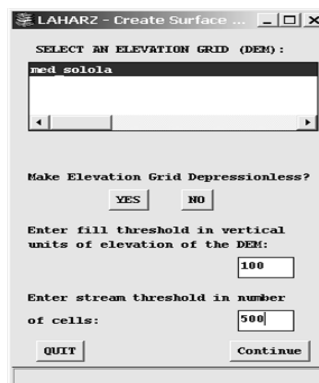 LAHARZ - Create Surface ...
SELECT AN ELEVATION GRID (DEM):
med_solola
Make Elevation Grid Depressionless?
YES NO
Enter fill threshold in vertical
units of elevation of the DEM:
100
Enter stream threshold in number
of cells:
500
QUIT Continue